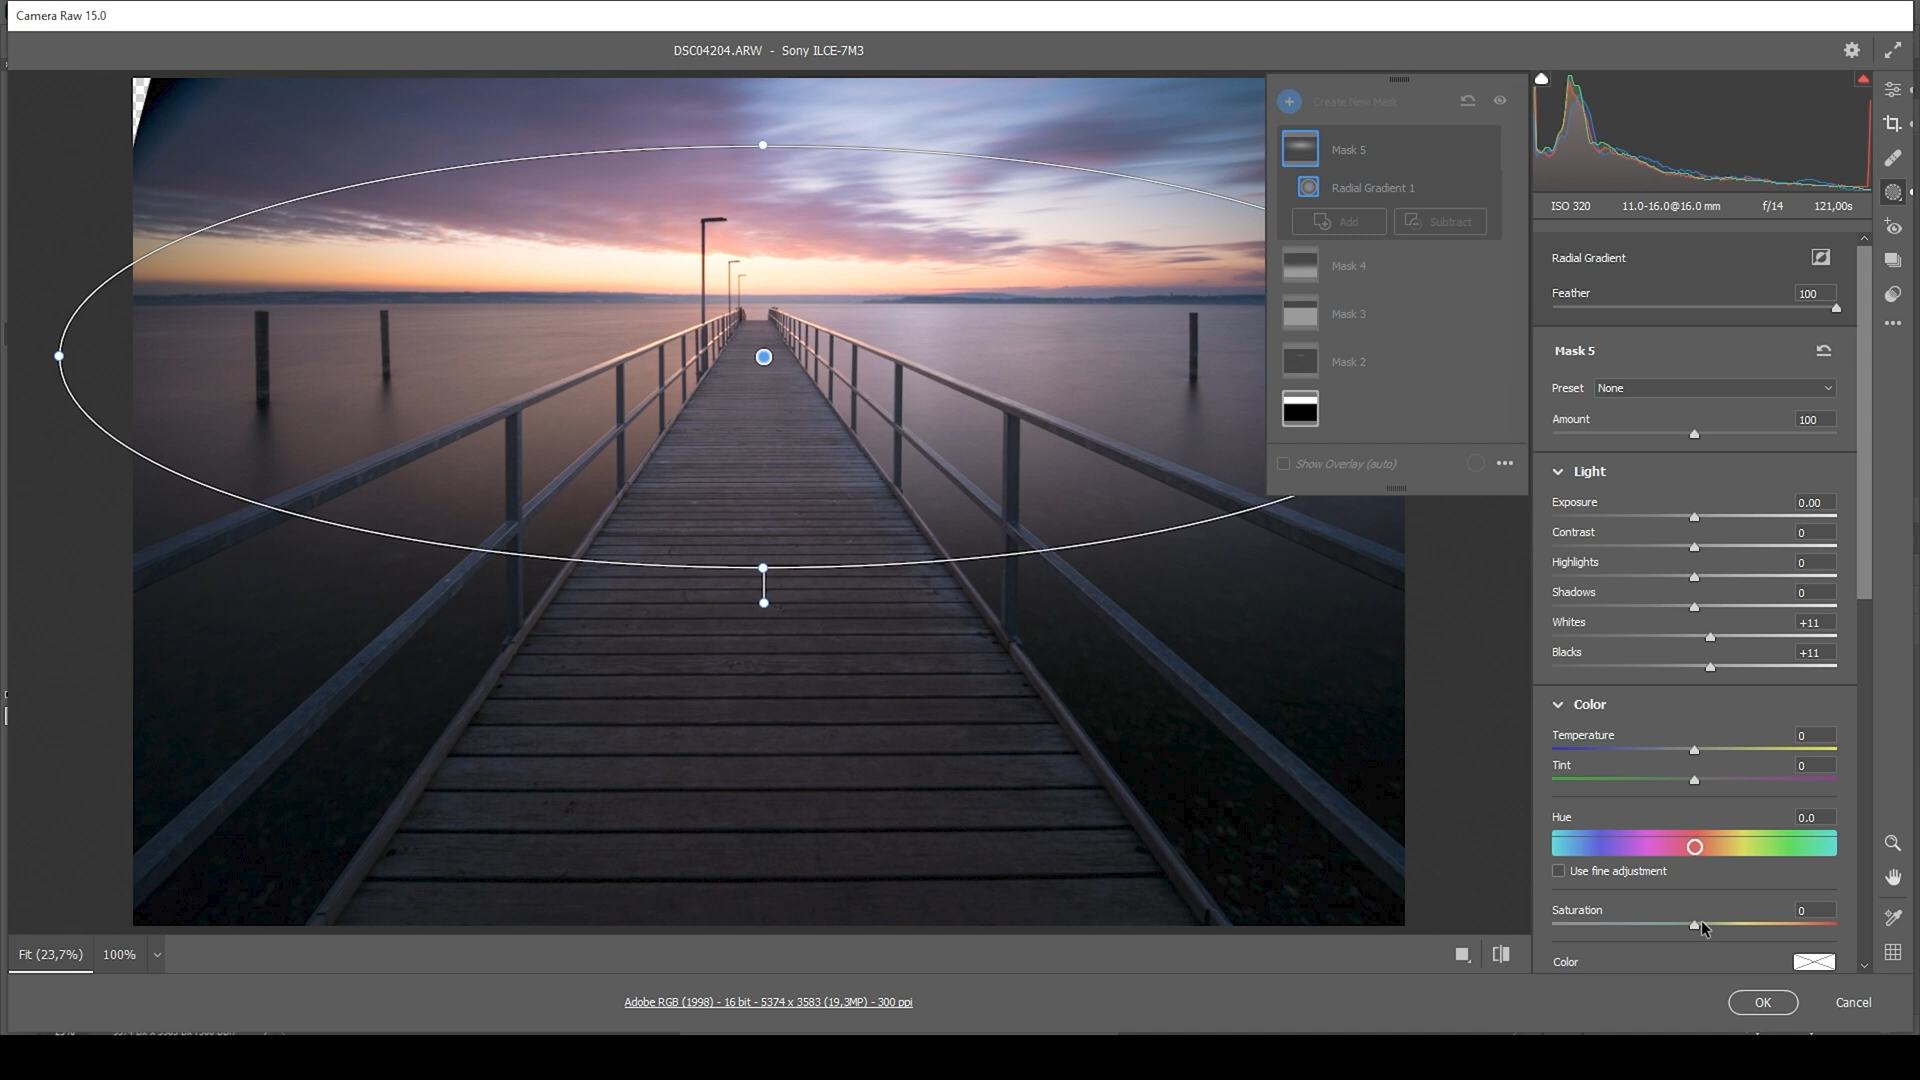 Camera Raw 15.0
DSC04204.ARW - Sony ILCE-7M3
Create New Mask
Mask 5
Radial Gradient 1
Add
Subtract
Mask 4
Mask 3
Mask 2
Show Overlay (auto)
ISO 320 11.0-16.0@16.0 mm f/14 121,00s
Radial Gradient
Feather 100
Mask 5
Preset None
Amount 100
Light
Exposure 0.00
Contrast 0
Highlights 0
Shadows 0
Whites +11
Blacks +11
Color
Temperature 0
Tint 0
Hue 0.0
Use fine adjustment
Saturation 0
Color
Fit (23,7%) 100%
Adobe RGB (1998) - 16 bit - 5374 x 3583 (19,3MP) - 300 ppi
OK Cancel